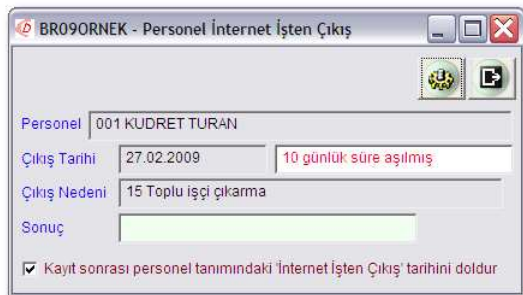 BR09ORNEK - Personel İnternet İşten Çıkış
Personel 001 KUDRET TURAN
Çıkış Tarihi 27.02.2009 10 günlük süre aşılmış
Çıkış Nedeni 15 Toplu işçi çıkarma
Sonuç
Kayıt sonrası personel tanımındaki 'İnternet İşten Çıkış' tarihini doldur